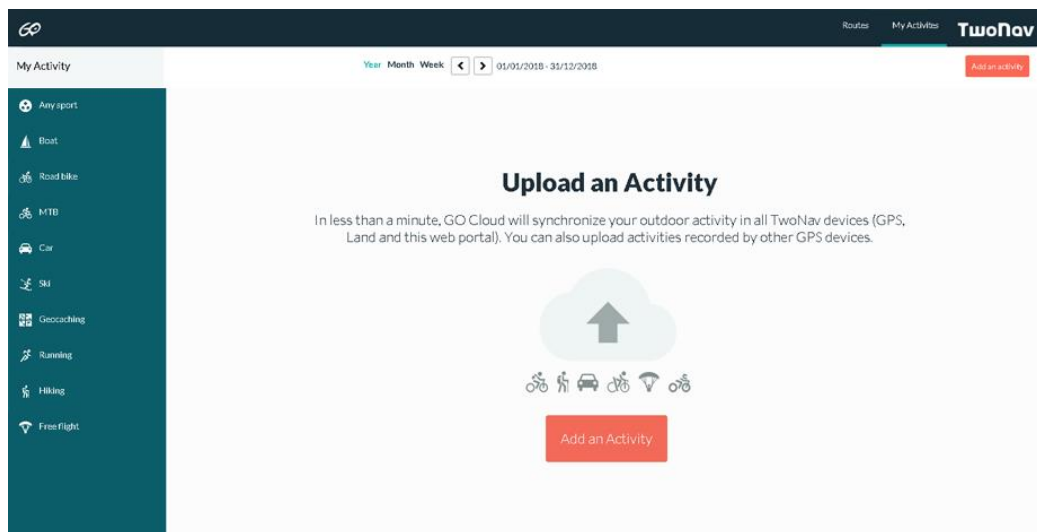 GO
Routes
My Activites
TwoNav
My Activity
Year Month Week
01/01/2018 - 31/12/2018
Add an activity
Any sport
Boat
Road bike
MTB
Car
Ski
Geocaching
Running
Hiking
Free flight
Upload an Activity
In less than a minute, GO Cloud will synchronize your outdoor activity in all TwoNav devices (GPS,
Land and this web portal). You can also upload activities recorded by other GPS devices.
Add an Activity